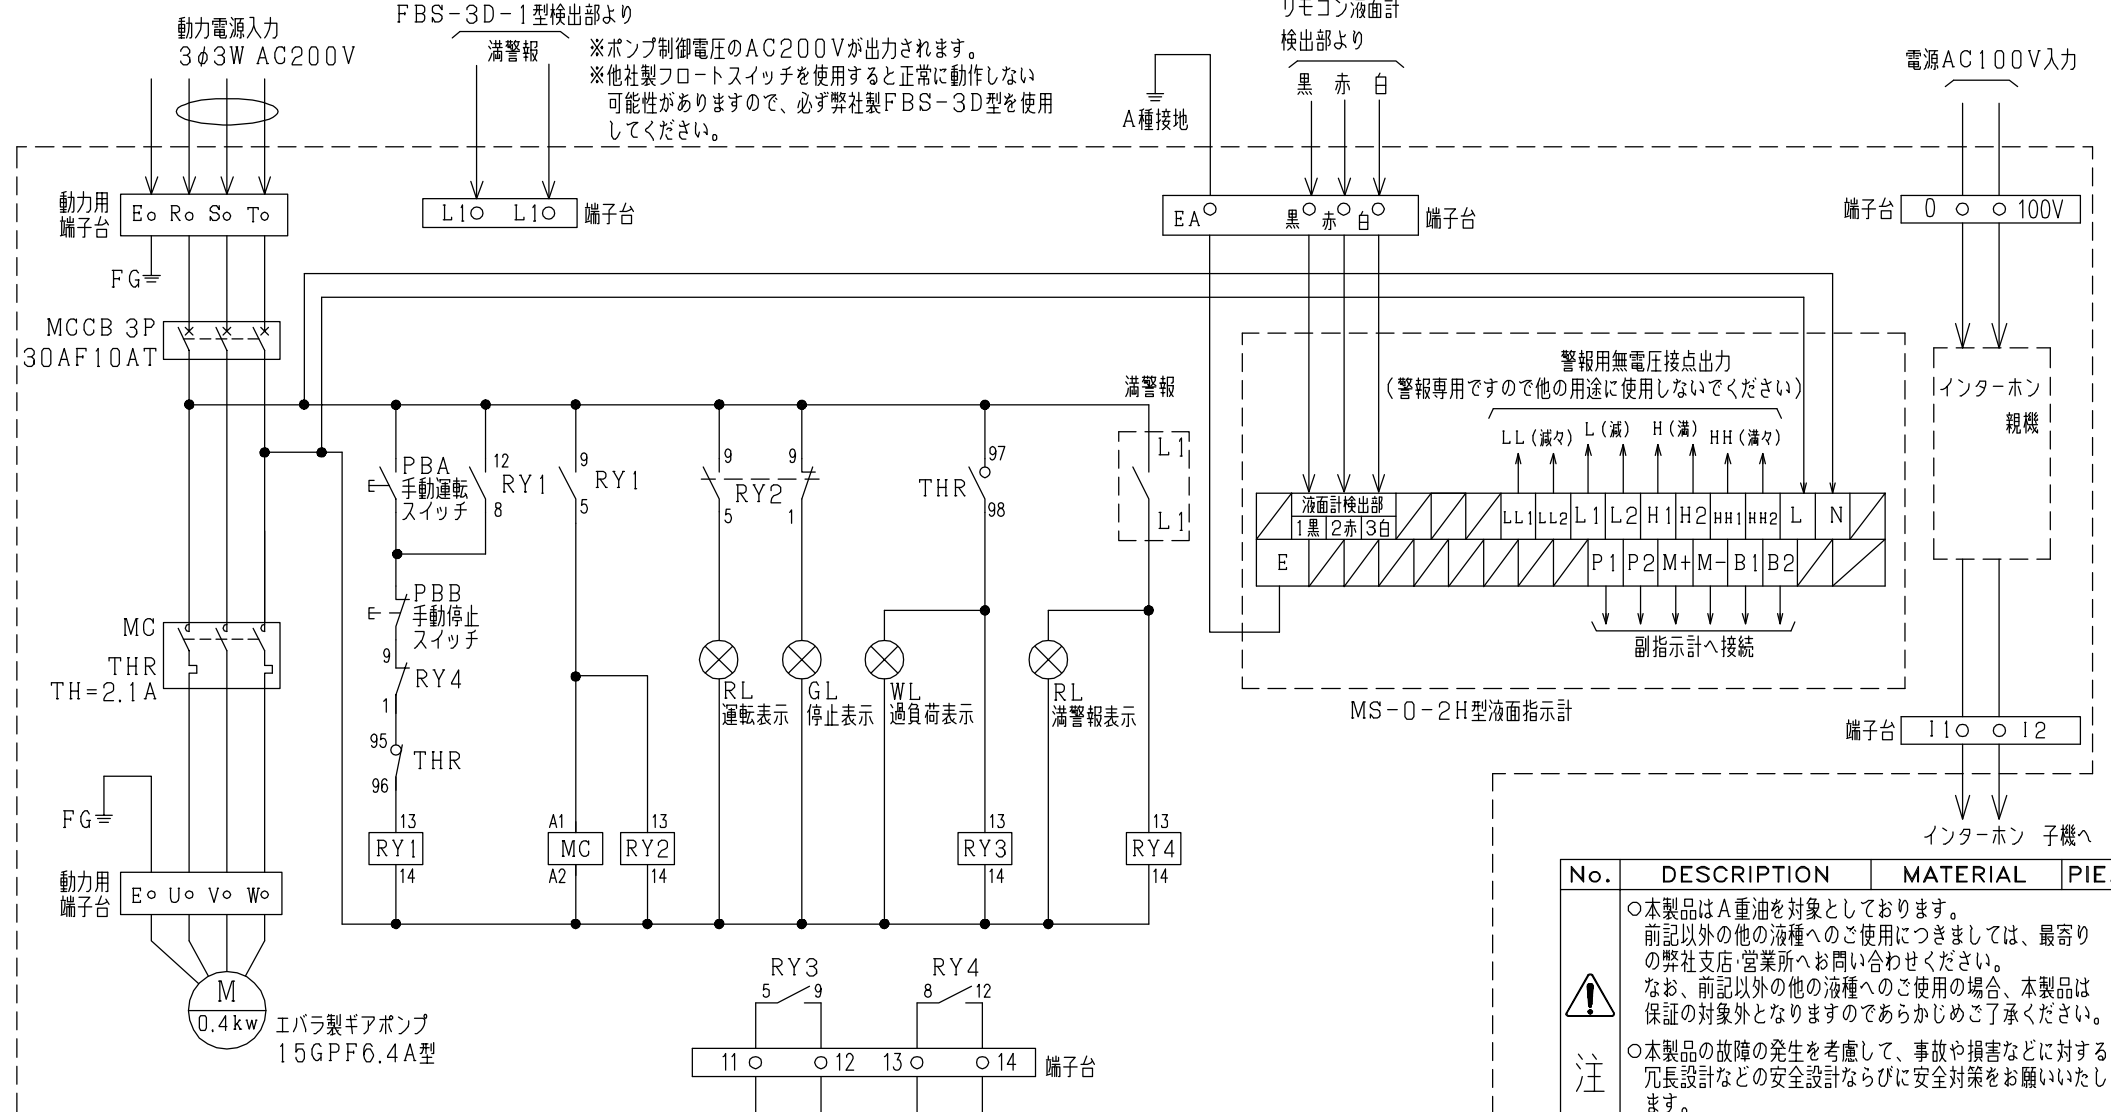 動力電源入力
3φ3W AC200V
FBS-3D-1型検出部より
満警報
※ポンプ制御電圧のAC200Vが出力されます。
※他社製フロートスイッチを使用すると正常に動作しない
可能性がありますので、必ず弊社製FBS-3D型を使用
してください。
A種接地
リモコン液面計
検出部より
黒 赤 白
電源AC100V入力
動力用
端子台
E R S T
L1 L1 端子台
EA 黒 赤 白 端子台
端子台 0 100V
FG
MCCB 3P
30AF10AT
満警報
警報用無電圧接点出力
(警報専用ですので他の用途に使用しないでください)
LL(減々) L(減) H(満) HH(満々)
インターホン
親機
PBA
手動運転
スイッチ
12
RY1
8
9
RY1
5
9 9
RY2
5 1
97
THR
98
L1
L1
液面計検出部
1黒 2赤 3白
LL1 LL2 L1 L2 H1 H2 HH1 HH2 L N
E P1 P2 M+ M- B1 B2
副指示計へ接続
MS-0-2H型液面指示計
PBB
手動停止
スイッチ
MC
THR
TH=2.1A
9
RY4
1
95
THR
96
RL
運転表示
GL
停止表示
WL
過負荷表示
RL
満警報表示
端子台 I1 I2
インターホン 子機へ
FG
13
RY1
14
A1
MC
A2
13
RY2
14
13
RY3
14
13
RY4
14
動力用
端子台
E U V W
M
0.4kw
エバラ製ギアポンプ
15GPF6.4A型
RY3
5 9
RY4
8 12
11 12 13 14 端子台
No. DESCRIPTION MATERIAL PIE
○本製品はA重油を対象としております。
前記以外の他の液種へのご使用につきましては、最寄り
の弊社支店・営業所へお問い合わせください。
なお、前記以外の他の液種へのご使用の場合、本製品は
保証の対象外となりますのであらかじめご了承ください。
注
○本製品の故障の発生を考慮して、事故や損害などに対する
冗長設計などの安全設計ならびに安全対策をお願いいたし
ます。